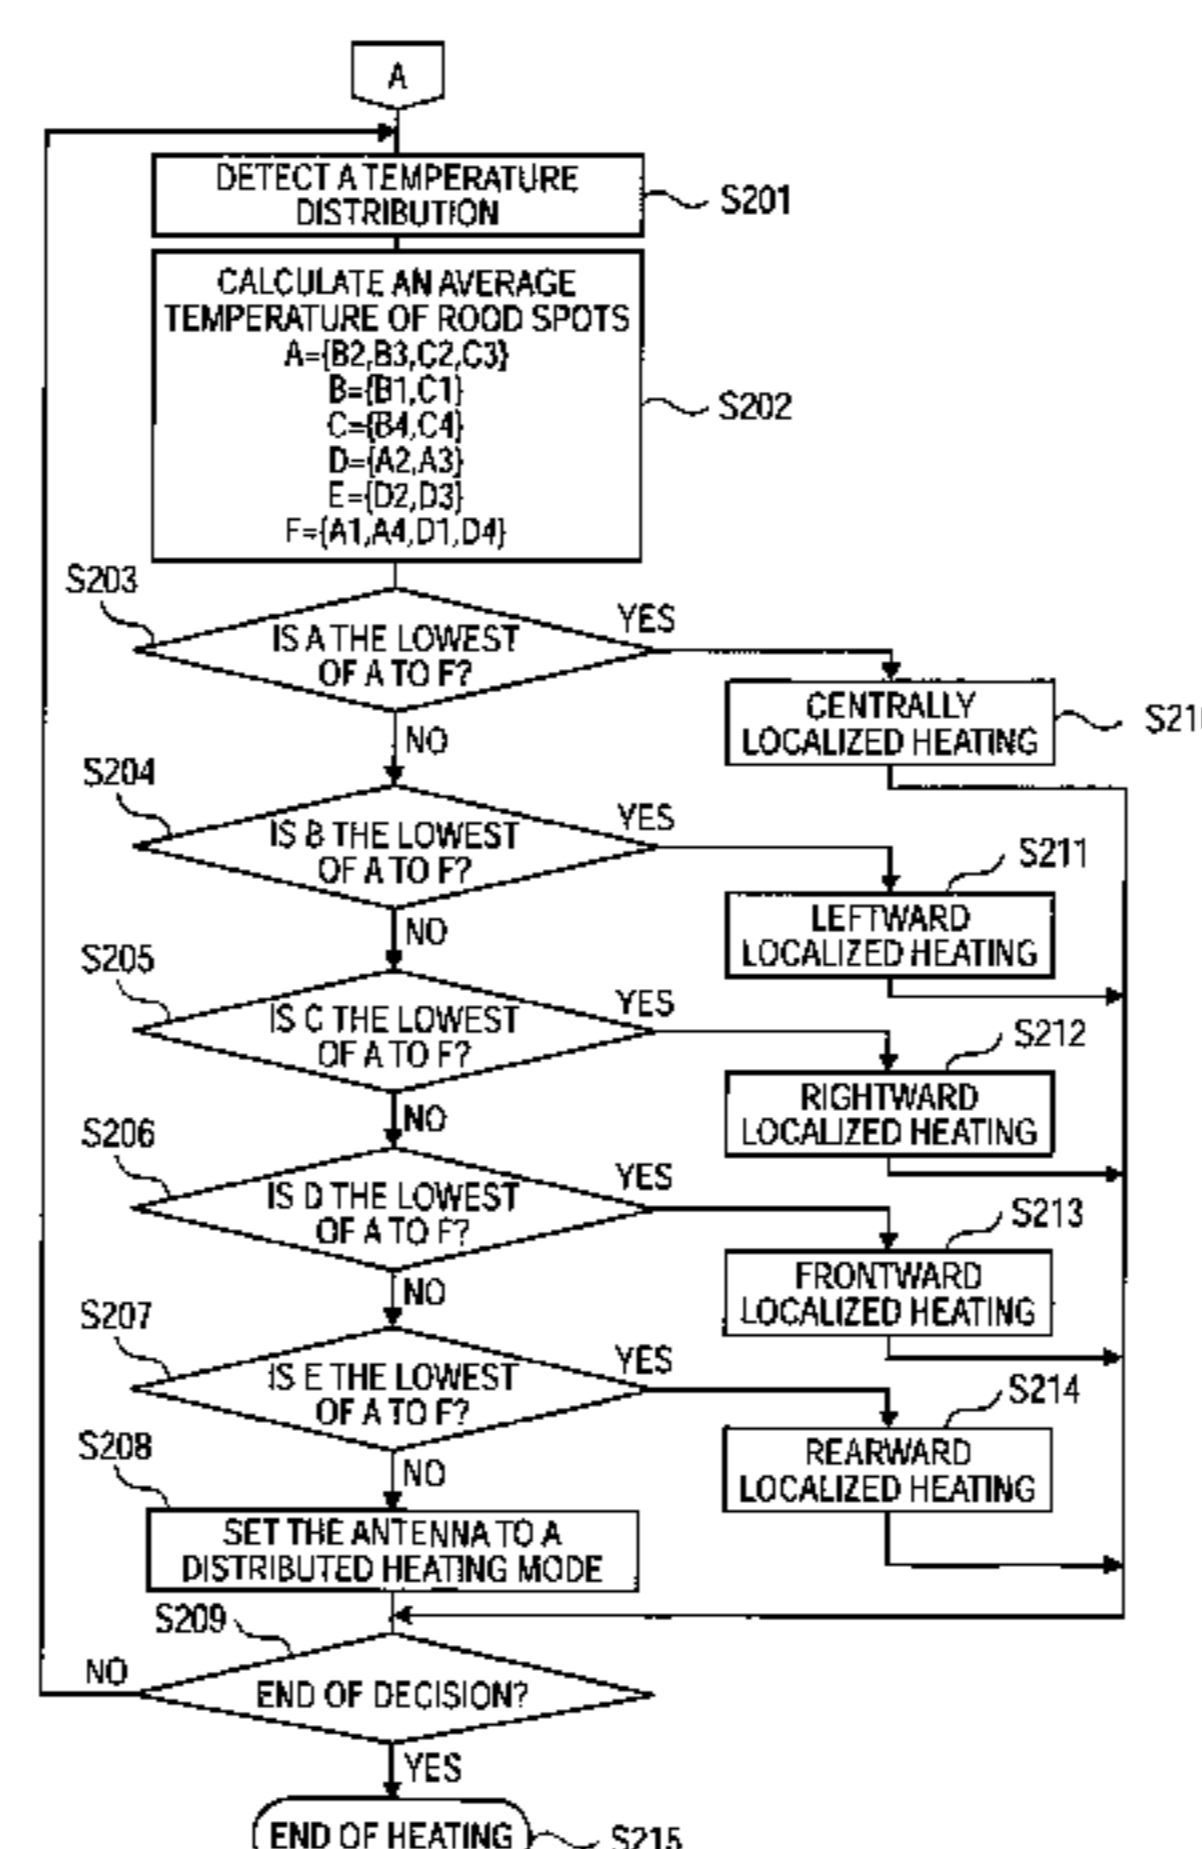 A
DETECT A TEMPERATURE
DISTRIBUTION
S201
CALCULATE AN AVERAGE
TEMPERATURE OF ROOD SPOTS
A={B2,B3,C2,C3}
B={B1,C1}
C={B4,C4}
D={A2,A3}
E={D2,D3}
F={A1,A4,D1,D4}
S202
S203
IS A THE LOWEST
OF A TO F?
YES
NO
CENTRALLY
LOCALIZED HEATING
S204
IS B THE LOWEST
OF A TO F?
YES
NO
S211
LEFTWARD
LOCALIZED HEATING
S205
IS C THE LOWEST
OF A TO F?
YES
NO
S212
RIGHTWARD
LOCALIZED HEATING
S206
IS D THE LOWEST
OF A TO F?
YES
NO
S213
FRONTWARD
LOCALIZED HEATING
S207
IS E THE LOWEST
OF A TO F?
YES
NO
S214
REARWARD
LOCALIZED HEATING
S208
SET THE ANTENNA TO A
DISTRIBUTED HEATING MODE
S209
END OF DECISION?
NO
YES
END OF HEATING
S215